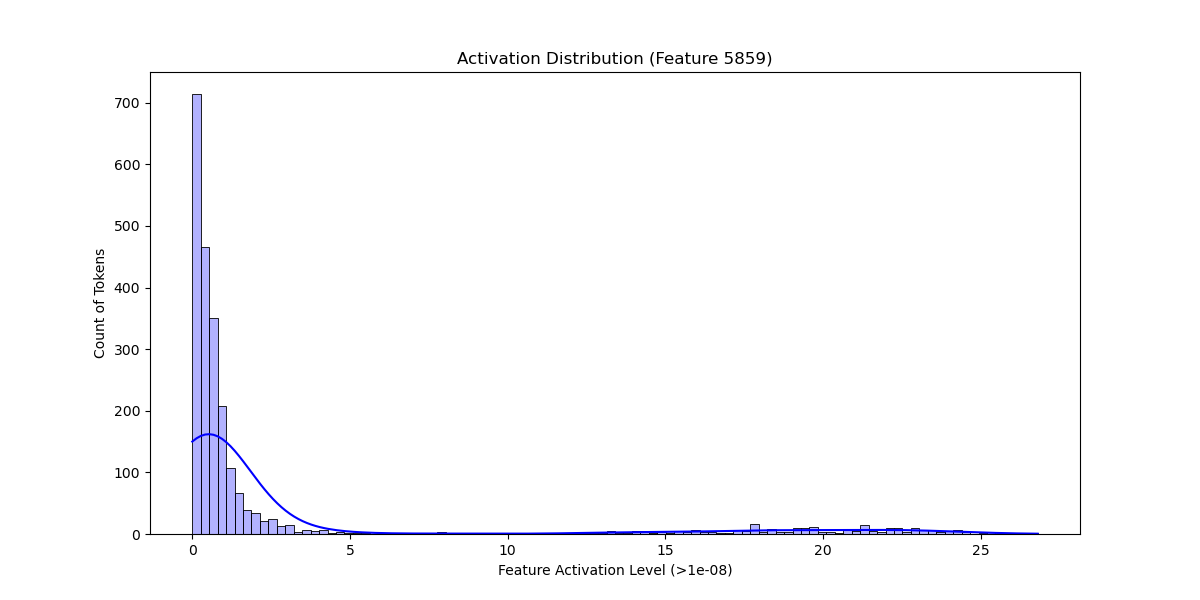 Activation Distribution (Feature 5859)
Count of Tokens
700
600
500
400
300
200
100
0
0 5 10 15 20 25
Feature Activation Level (>1e-08)